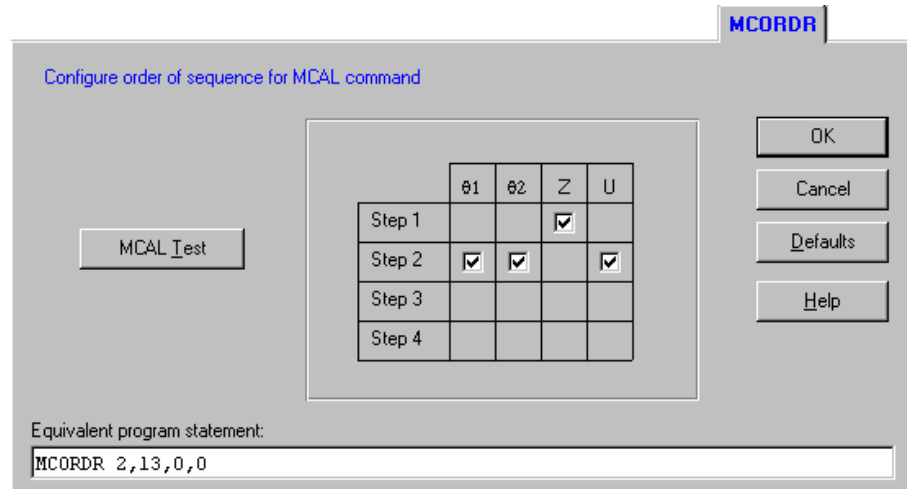 MCORDR
Configure order of sequence for MCAL command
OK
Cancel
Defaults
Help
MCAL Test
θ1 θ2 Z U
Step 1
Step 2
Step 3
Step 4
Equivalent program statement:
MCORDR 2,13,0,0